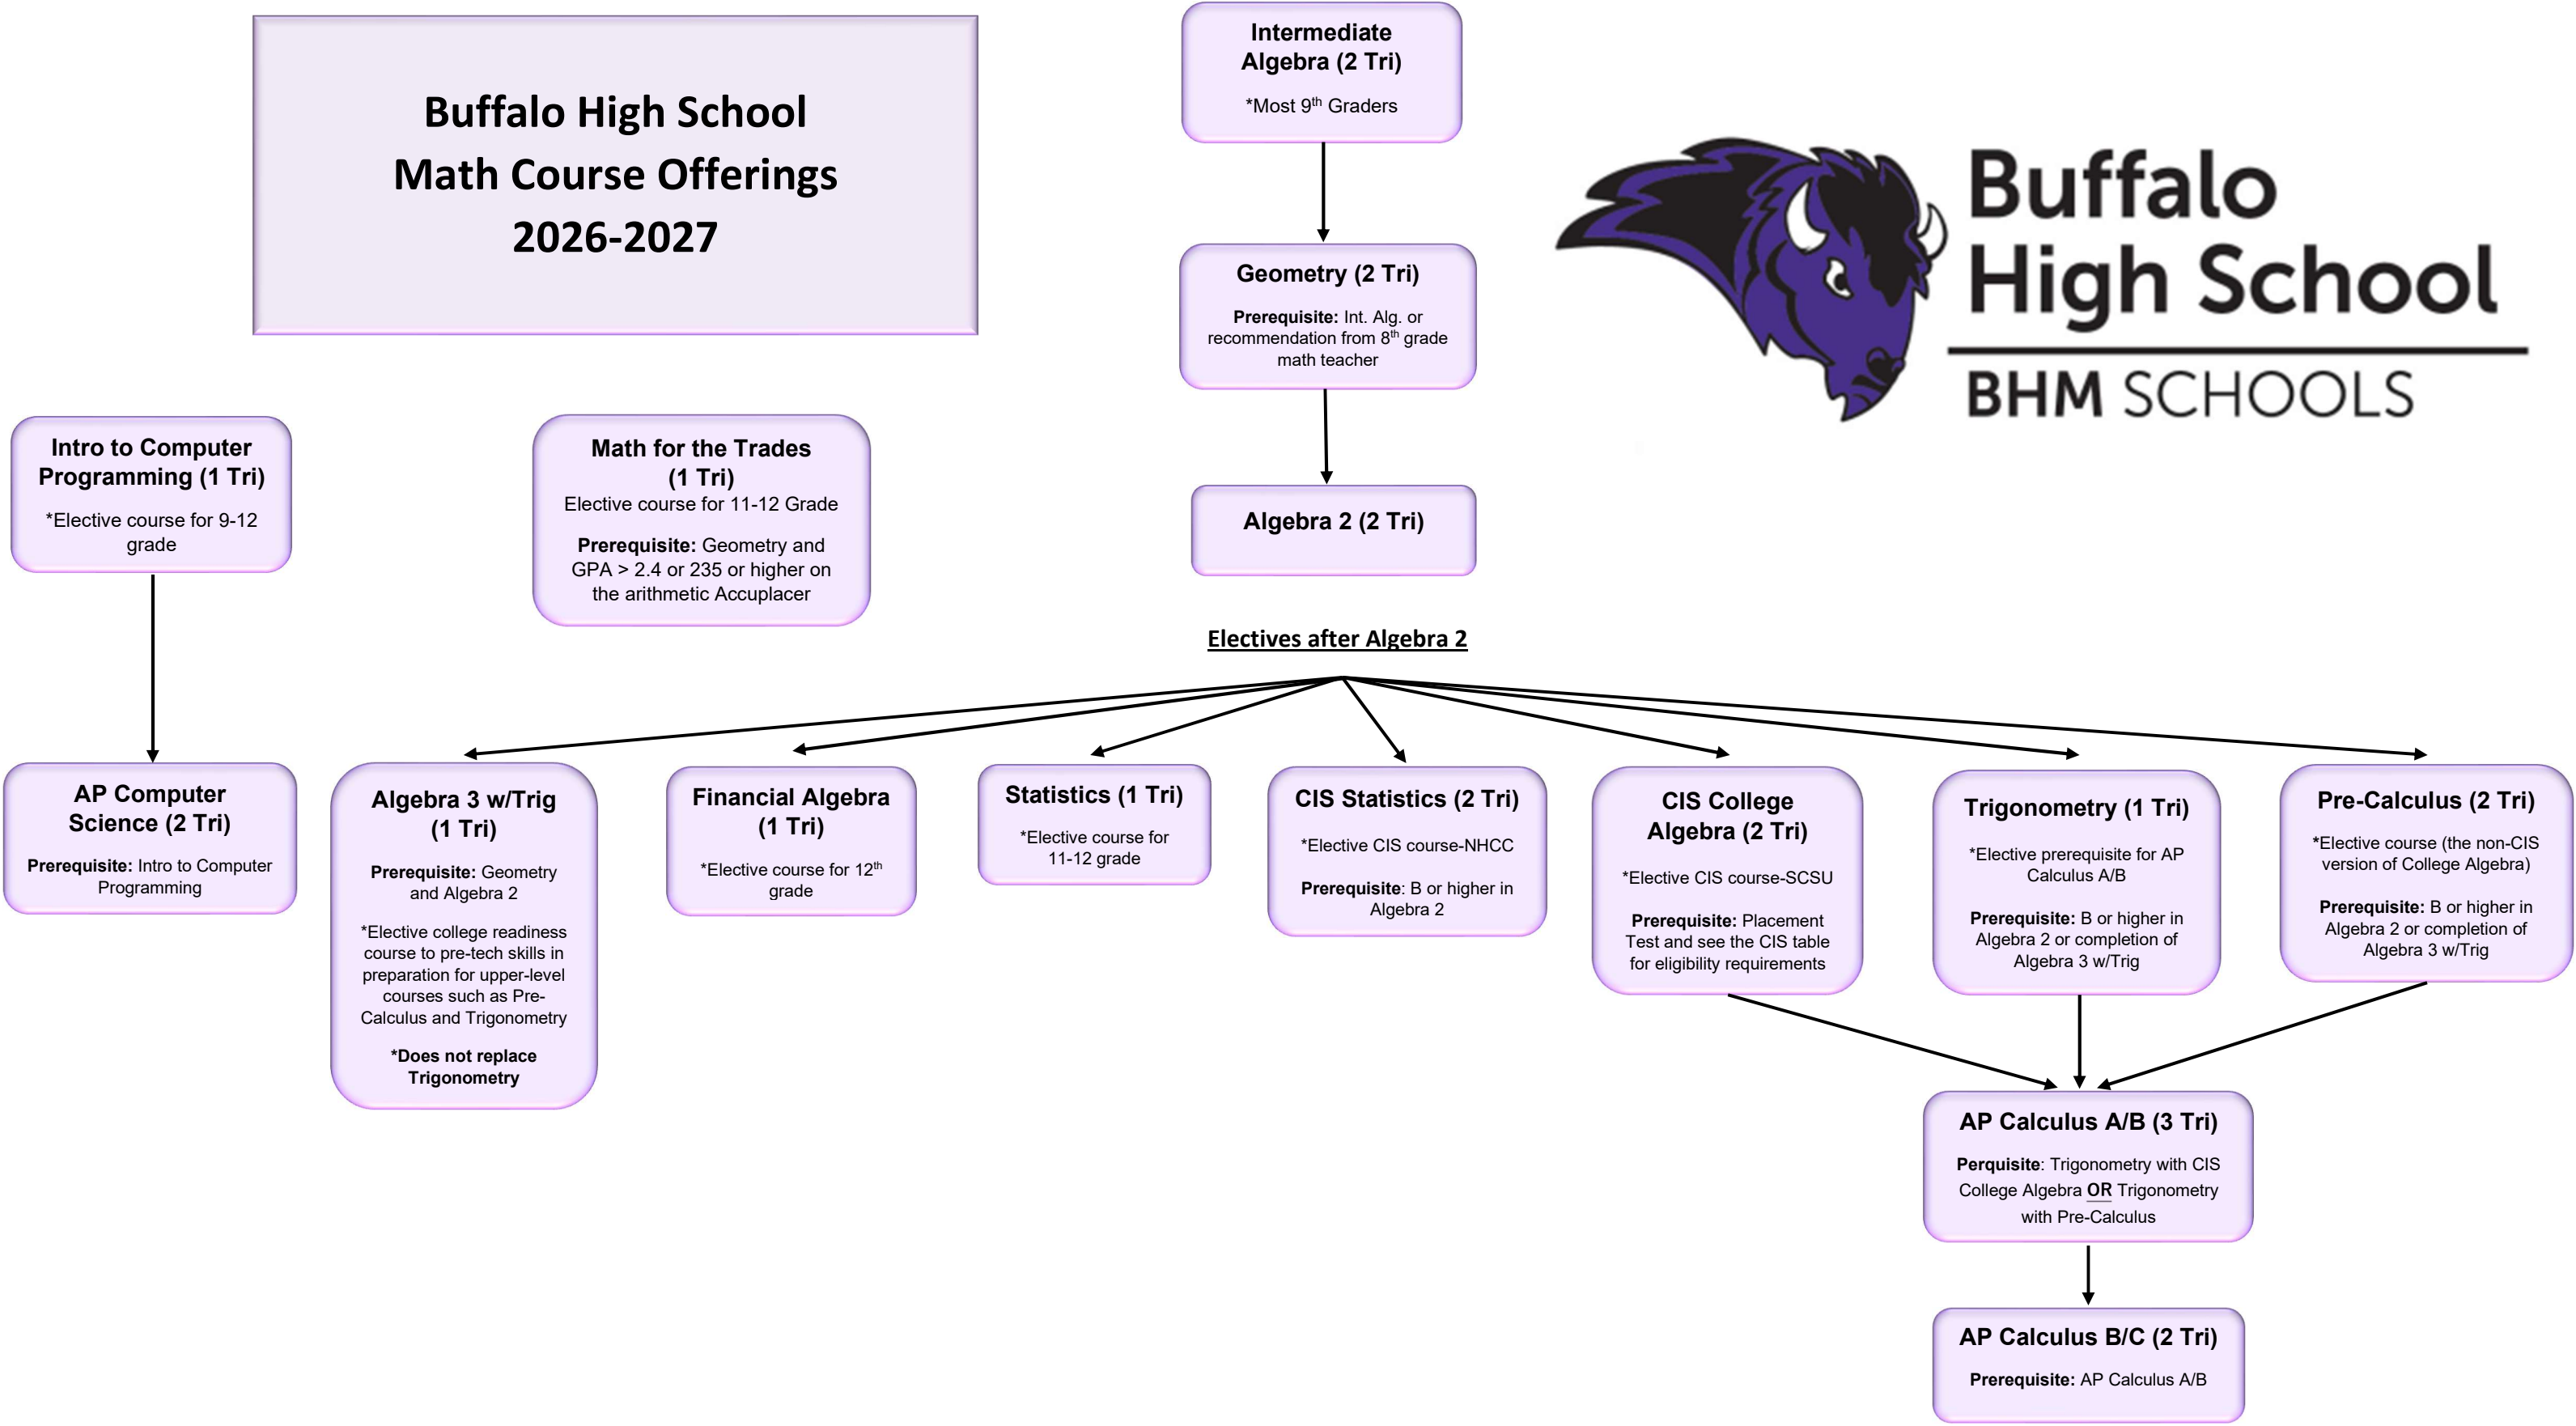 Buffalo High School
Math Course Offerings
2026-2027
Intermediate
Algebra (2 Tri)
*Most 9th Graders
Buffalo
High School
BHM SCHOOLS
Geometry (2 Tri)
Prerequisite: Int. Alg. or
recommendation from 8th grade
math teacher
Intro to Computer
Programming (1 Tri)
*Elective course for 9-12
grade
Math for the Trades
(1 Tri)
Elective course for 11-12 Grade
Prerequisite: Geometry and
GPA > 2.4 or 235 or higher on
the arithmetic Accuplacer
Algebra 2 (2 Tri)
Electives after Algebra 2
AP Computer
Science (2 Tri)
Prerequisite: Intro to Computer
Programming
Algebra 3 w/Trig
(1 Tri)
Prerequisite: Geometry
and Algebra 2
*Elective college readiness
course to pre-tech skills in
preparation for upper-level
courses such as Pre-
Calculus and Trigonometry
*Does not replace
Trigonometry
Financial Algebra
(1 Tri)
*Elective course for 12th
grade
Statistics (1 Tri)
*Elective course for
11-12 grade
CIS Statistics (2 Tri)
*Elective CIS course-NHCC
Prerequisite: B or higher in
Algebra 2
CIS College
Algebra (2 Tri)
*Elective CIS course-SCSU
Prerequisite: Placement
Test and see the CIS table
for eligibility requirements
Trigonometry (1 Tri)
*Elective prerequisite for AP
Calculus A/B
Prerequisite: B or higher in
Algebra 2 or completion of
Algebra 3 w/Trig
Pre-Calculus (2 Tri)
*Elective course (the non-CIS
version of College Algebra)
Prerequisite: B or higher in
Algebra 2 or completion of
Algebra 3 w/Trig
AP Calculus A/B (3 Tri)
Perquisite: Trigonometry with CIS
College Algebra OR Trigonometry
with Pre-Calculus
AP Calculus B/C (2 Tri)
Prerequisite: AP Calculus A/B